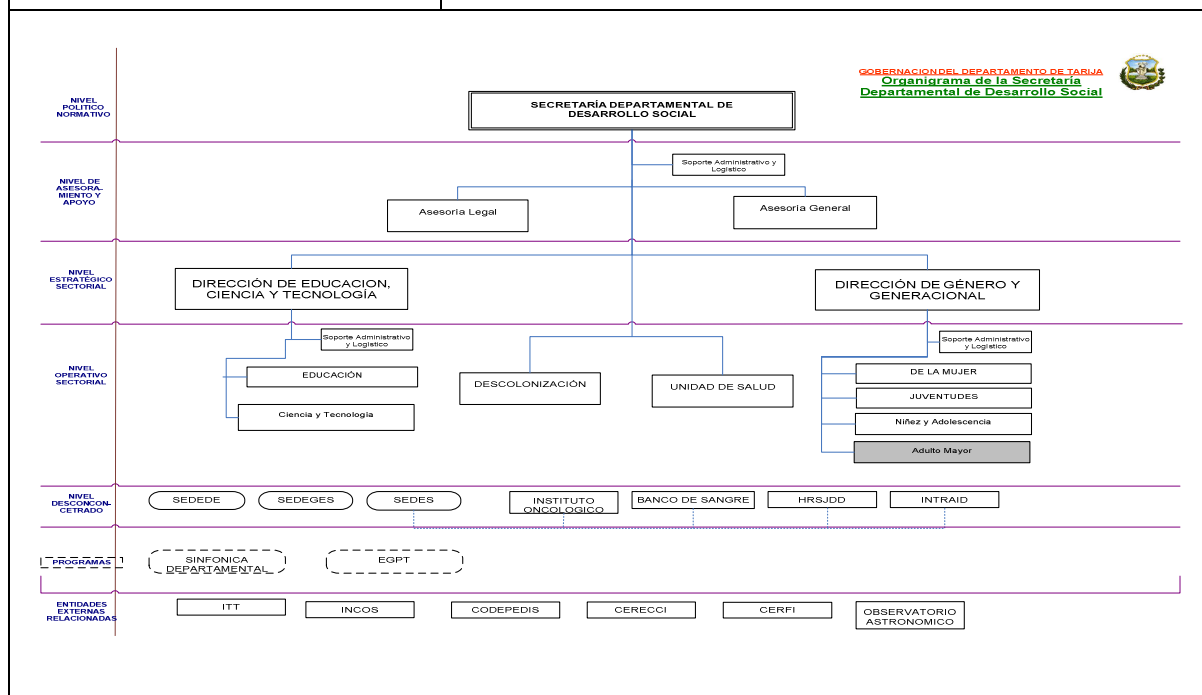 GOBERNACION DEL DEPARTAMENTO DE TARIJA
Organigrama de la Secretaría
Departamental de Desarrollo Social
NIVEL
POLITICO
NORMATIVO
SECRETARÍA DEPARTAMENTAL DE
DESARROLLO SOCIAL
NIVEL DE
ASESORA-
MIENTO Y
APOYO
Soporte Administrativo y
Logístico
Asesoría Legal
Asesoría General
NIVEL
ESTRATÉGICO
SECTORIAL
DIRECCIÓN DE EDUCACION,
CIENCIA Y TECNOLOGÍA
DIRECCIÓN DE GÉNERO Y
GENERACIONAL
NIVEL
OPERATIVO
SECTORIAL
Soporte Administrativo
y Logístico
EDUCACIÓN
Ciencia y Tecnología
DESCOLONIZACIÓN
UNIDAD DE SALUD
Soporte Administrativo
y Logístico
DE LA MUJER
JUVENTUDES
Niñez y Adolescencia
Adulto Mayor
NIVEL
DESCONCON-
CETRADO
SEDEDE
SEDEGES
SEDES
INSTITUTO
ONCOLOGICO
BANCO DE SANGRE
HRSJDD
INTRAID
PROGRAMAS
SINFONICA
DEPARTAMENTAL
EGPT
ENTIDADES
EXTERNAS
RELACIONADAS
ITT
INCOS
CODEPEDIS
CERECCI
CERFI
OBSERVATORIO
ASTRONOMICO